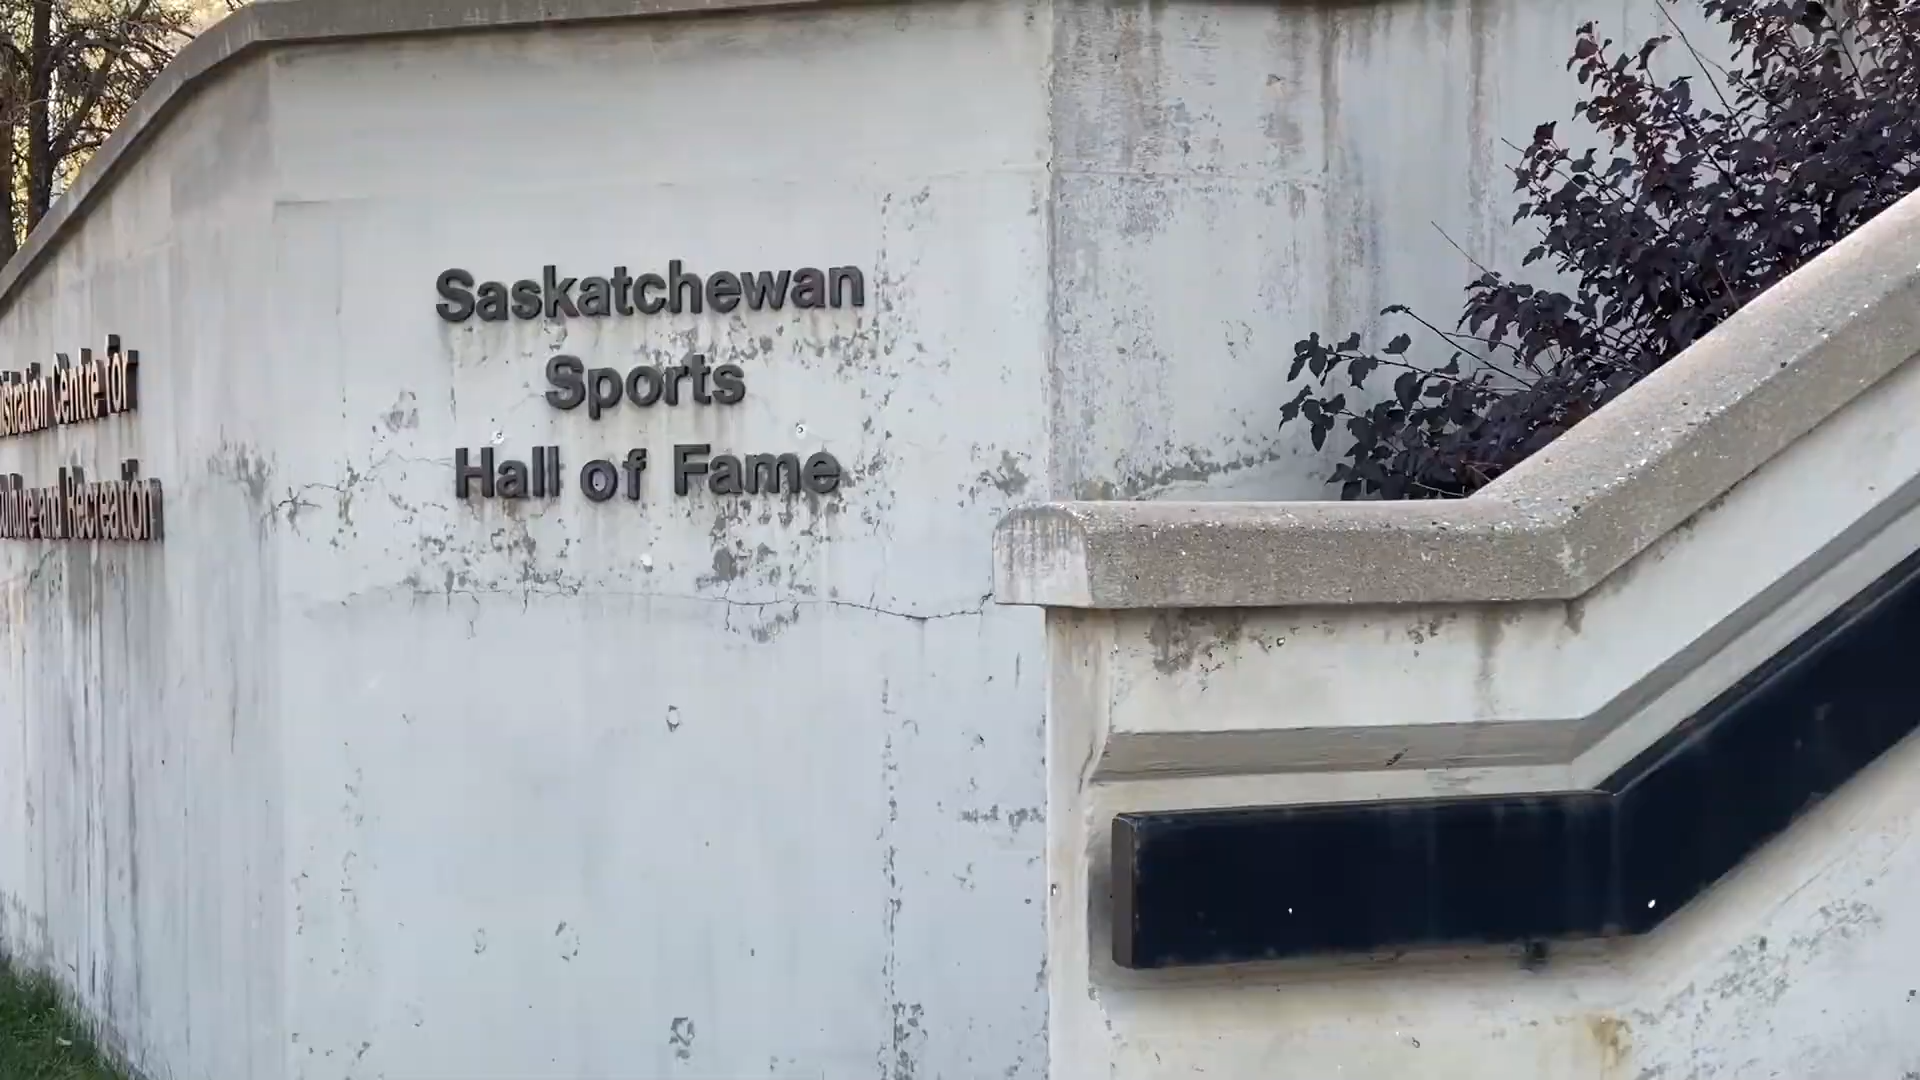 Centre for
and Recreation
Saskatchewan
Sports
Hall of Fame